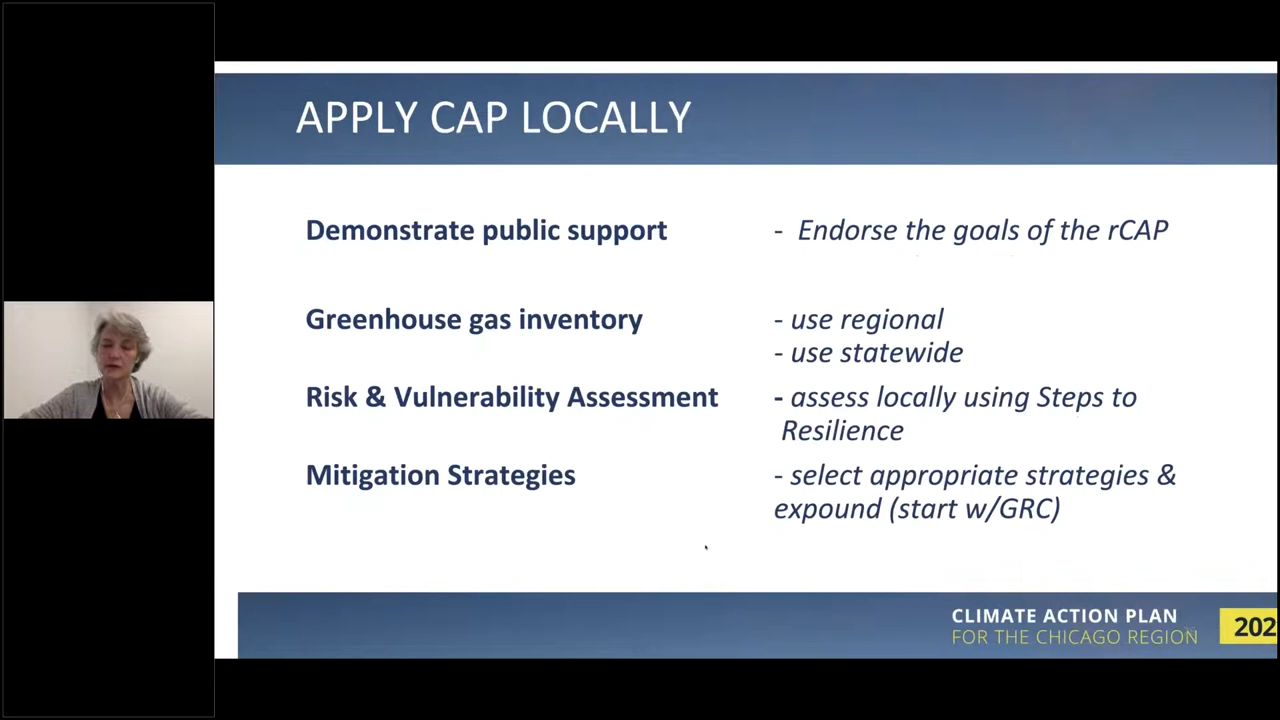 APPLY CAP LOCALLY
Demonstrate public support - Endorse the goals of the rCAP
Greenhouse gas inventory - use regional
- use statewide
Risk & Vulnerability Assessment - assess locally using Steps to
Resilience
Mitigation Strategies - select appropriate strategies &
expound (start w/GRC)
CLIMATE ACTION PLAN
FOR THE CHICAGO REGION
202